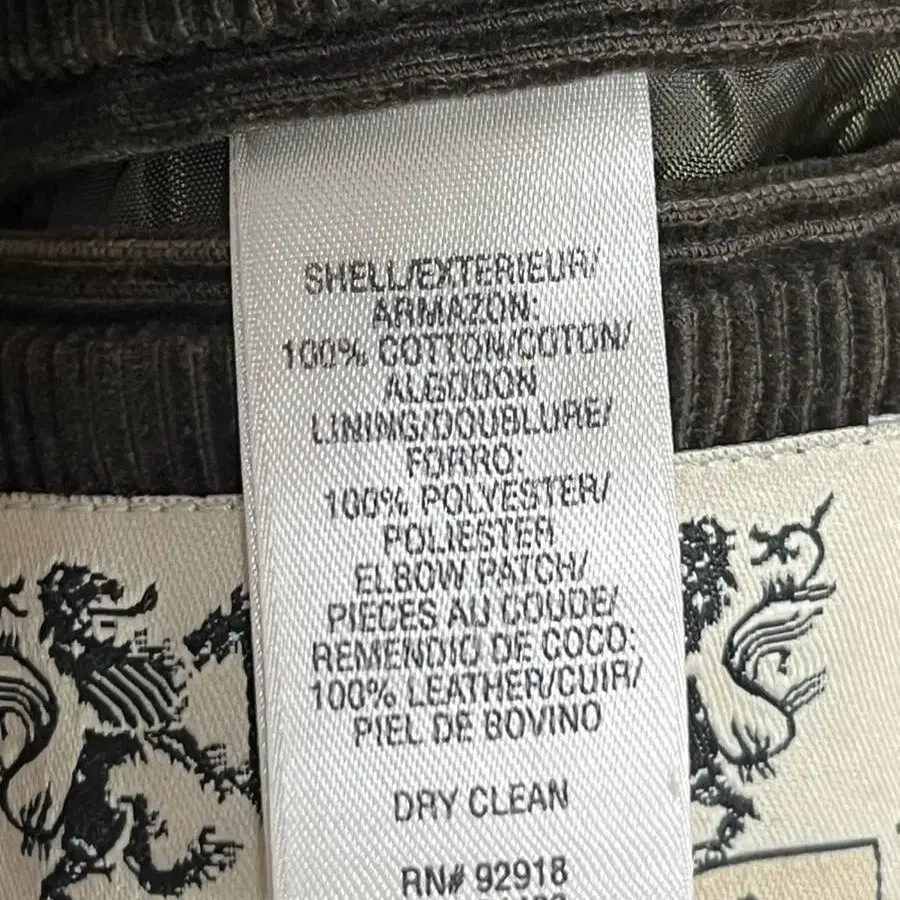 SHELL/EXTERIEUR/
ARMAZON:
100% COTTON/COTON/
ALGODON
LINING/DOUBLURE/
FORRO:
100% POLYESTER/
POLIESTER
ELBOW PATCH/
PIECES AU COUDE/
REMENDIO DE COCO:
100% LEATHER/CUIR/
PIEL DE BOVINO
DRY CLEAN
RN# 92918